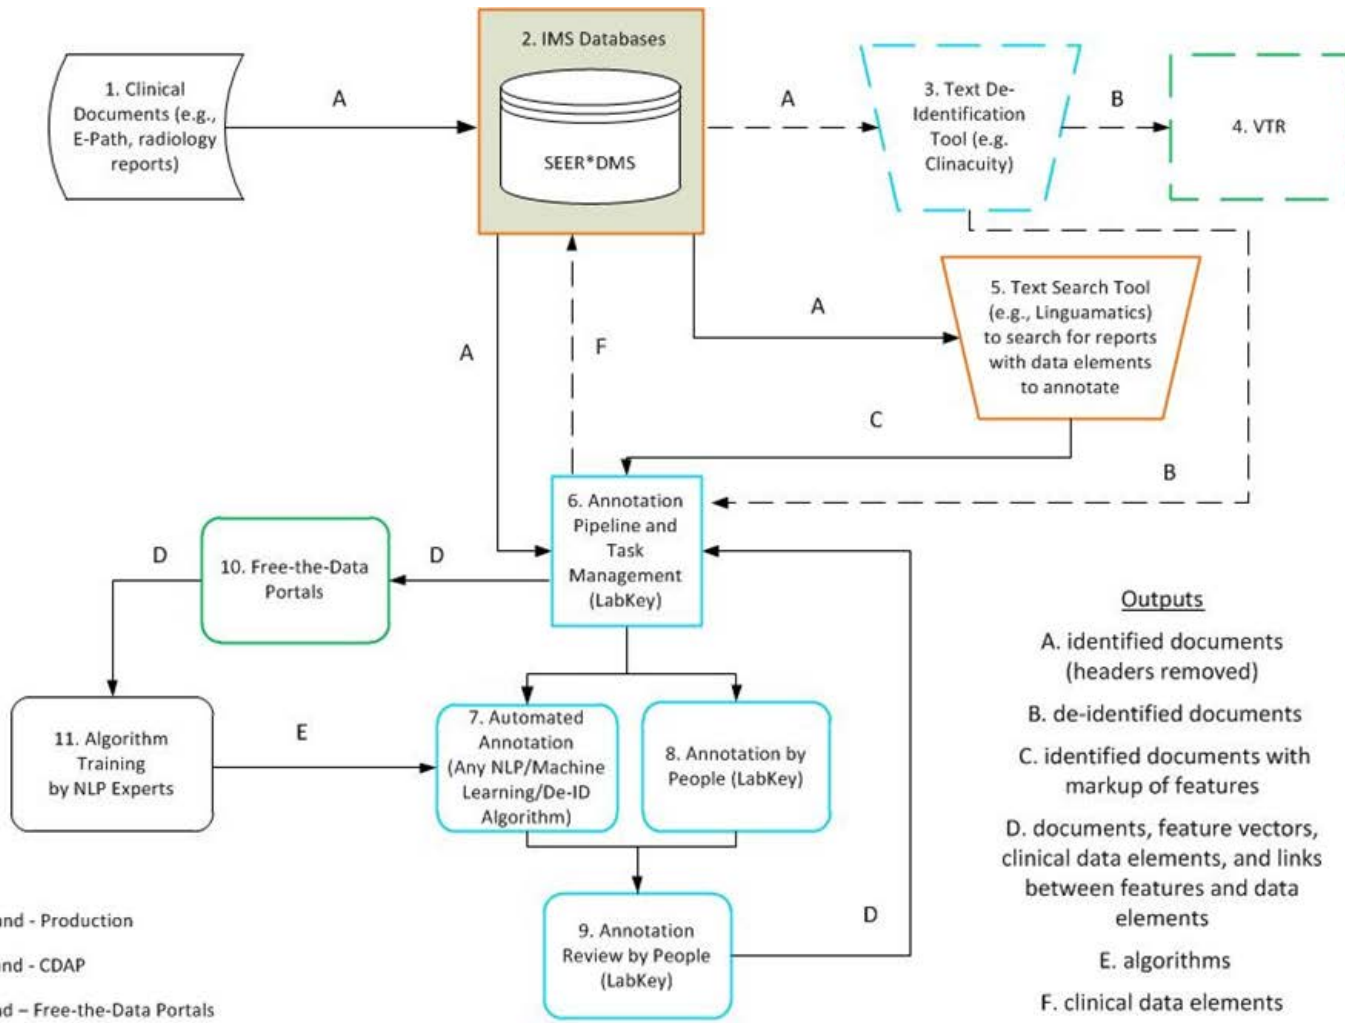 1. Clinical
Documents (e.g.,
E-Path, radiology
reports)
A
2. IMS Databases
SEER*DMS
A
3. Text De-
Identification
Tool (e.g.
Clinacuity)
B
4. VTR
A
F
A
5. Text Search Tool
(e.g., Linguamatics)
to search for reports
with data elements
to annotate
C
B
6. Annotation
Pipeline and
Task
Management
(LabKey)
D
10. Free-the-Data
Portals
D
11. Algorithm
Training
by NLP Experts
E
7. Automated
Annotation
(Any NLP/Machine
Learning/De-ID
Algorithm)
8. Annotation by
People (LabKey)
9. Annotation
Review by People
(LabKey)
D
Outputs
A. identified documents
(headers removed)
B. de-identified documents
C. identified documents with
markup of features
D. documents, feature vectors,
clinical data elements, and links
between features and data
elements
E. algorithms
F. clinical data elements
- Production
- CDAP
– Free-the-Data Portals